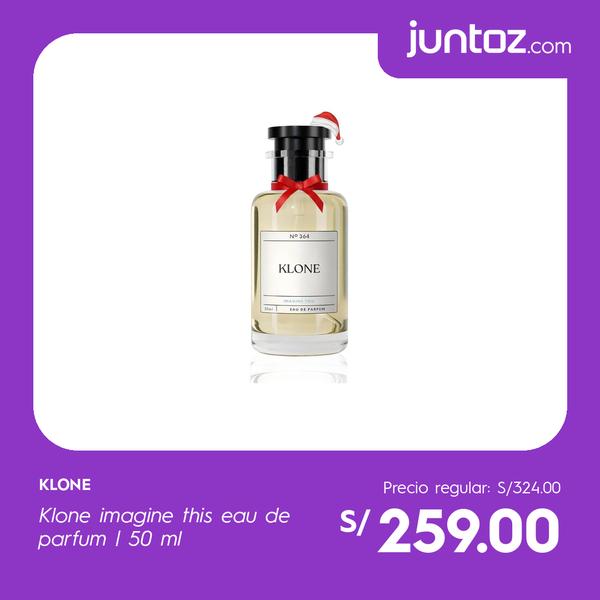 juntoz.com
Nº 364
KLONE
IMAGINE THIS
50ml
EAU DE PARFUM
KLONE
Klone imagine this eau de
parfum | 50 ml
Precio regular: S/324.00
S/259.00